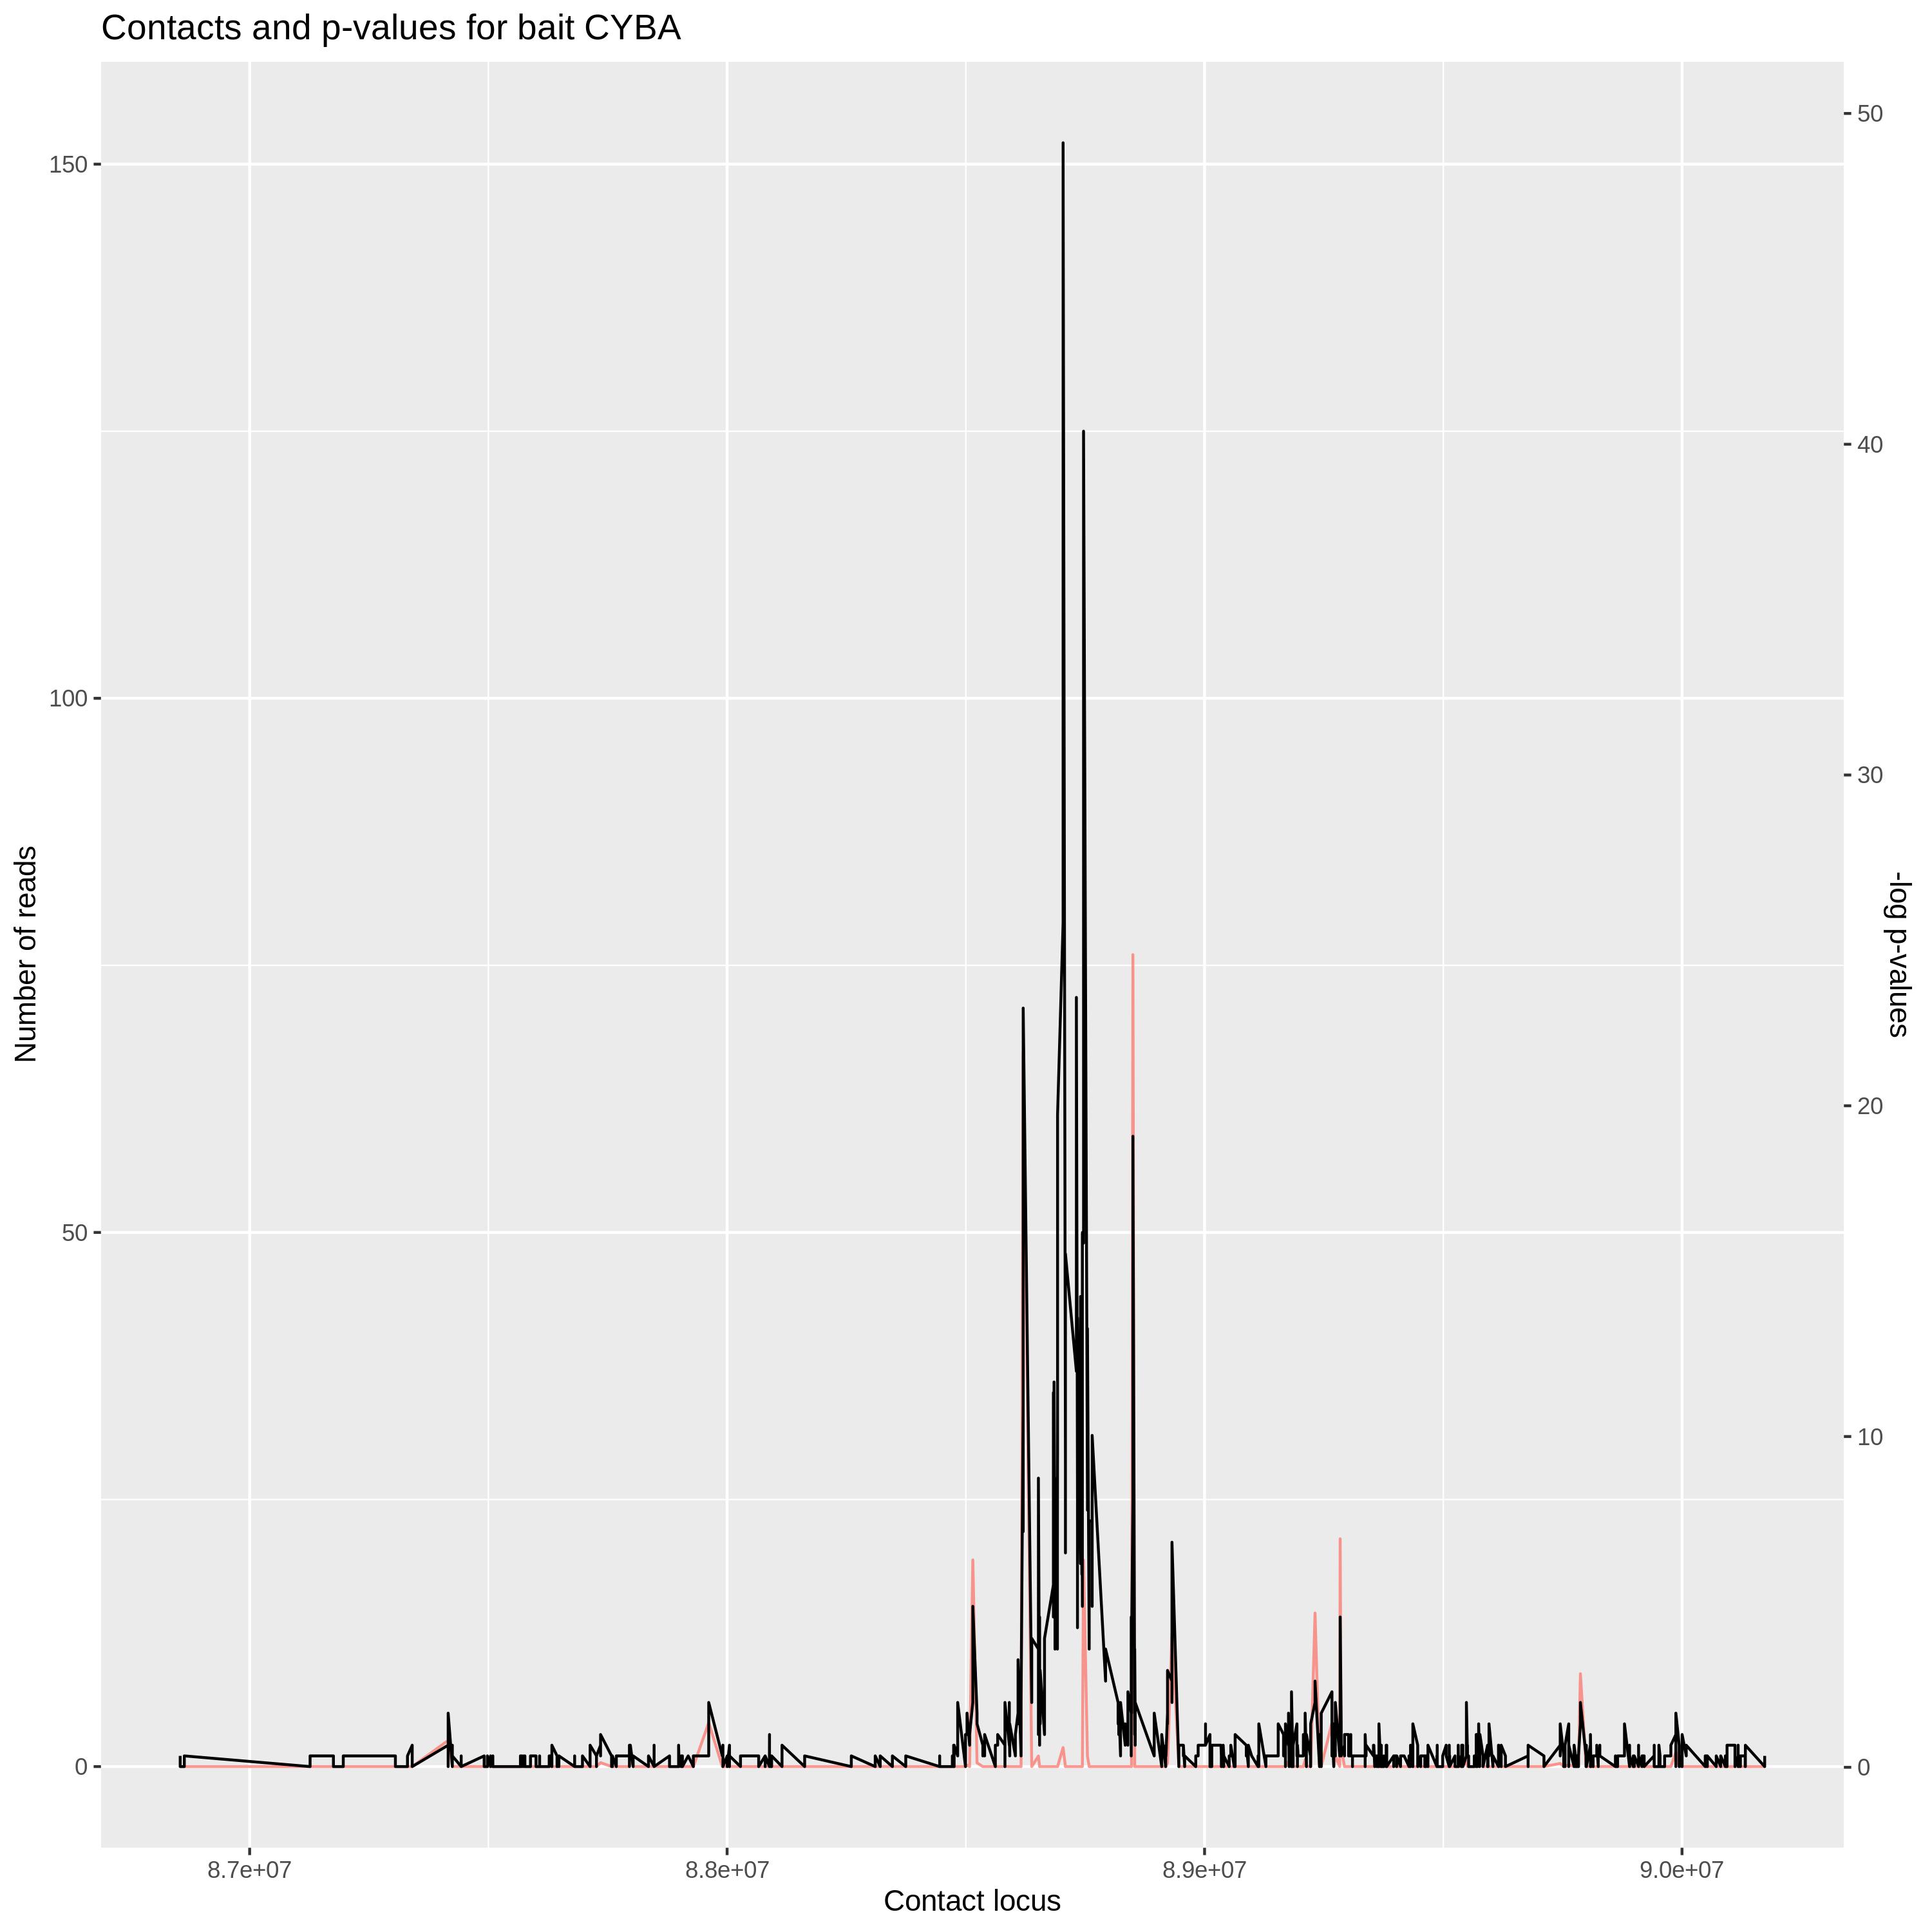 Contacts and p-values for bait CYBA
150
100
50
0
Number of reads
50
40
30
20
10
0
-log p-values
8.7e+07
8.8e+07
8.9e+07
9.0e+07
Contact locus